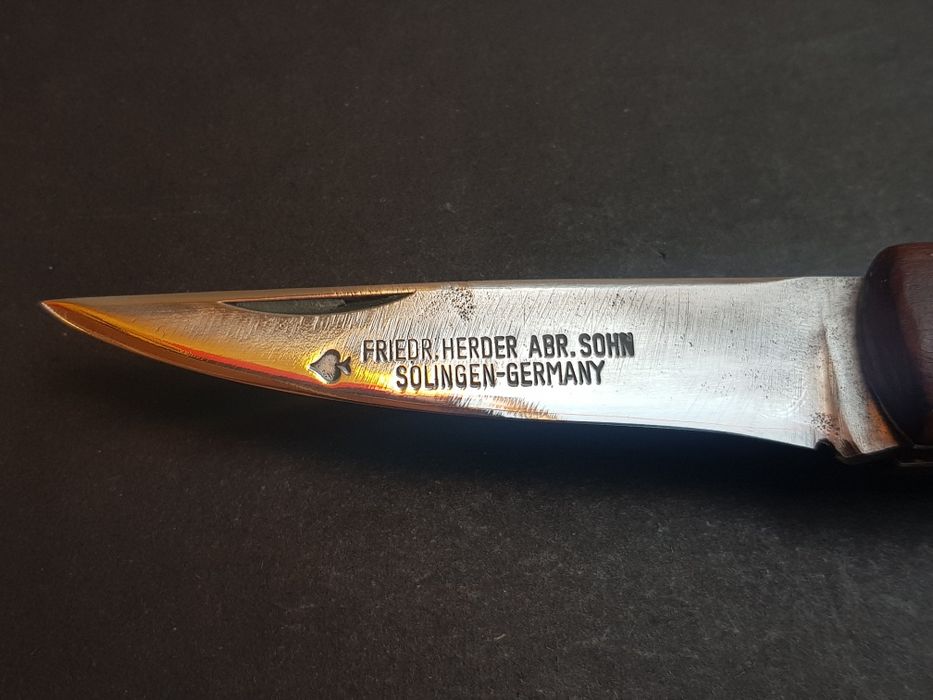 FRIEDR. HERDER ABR. SOHN
SOLINGEN-GERMANY